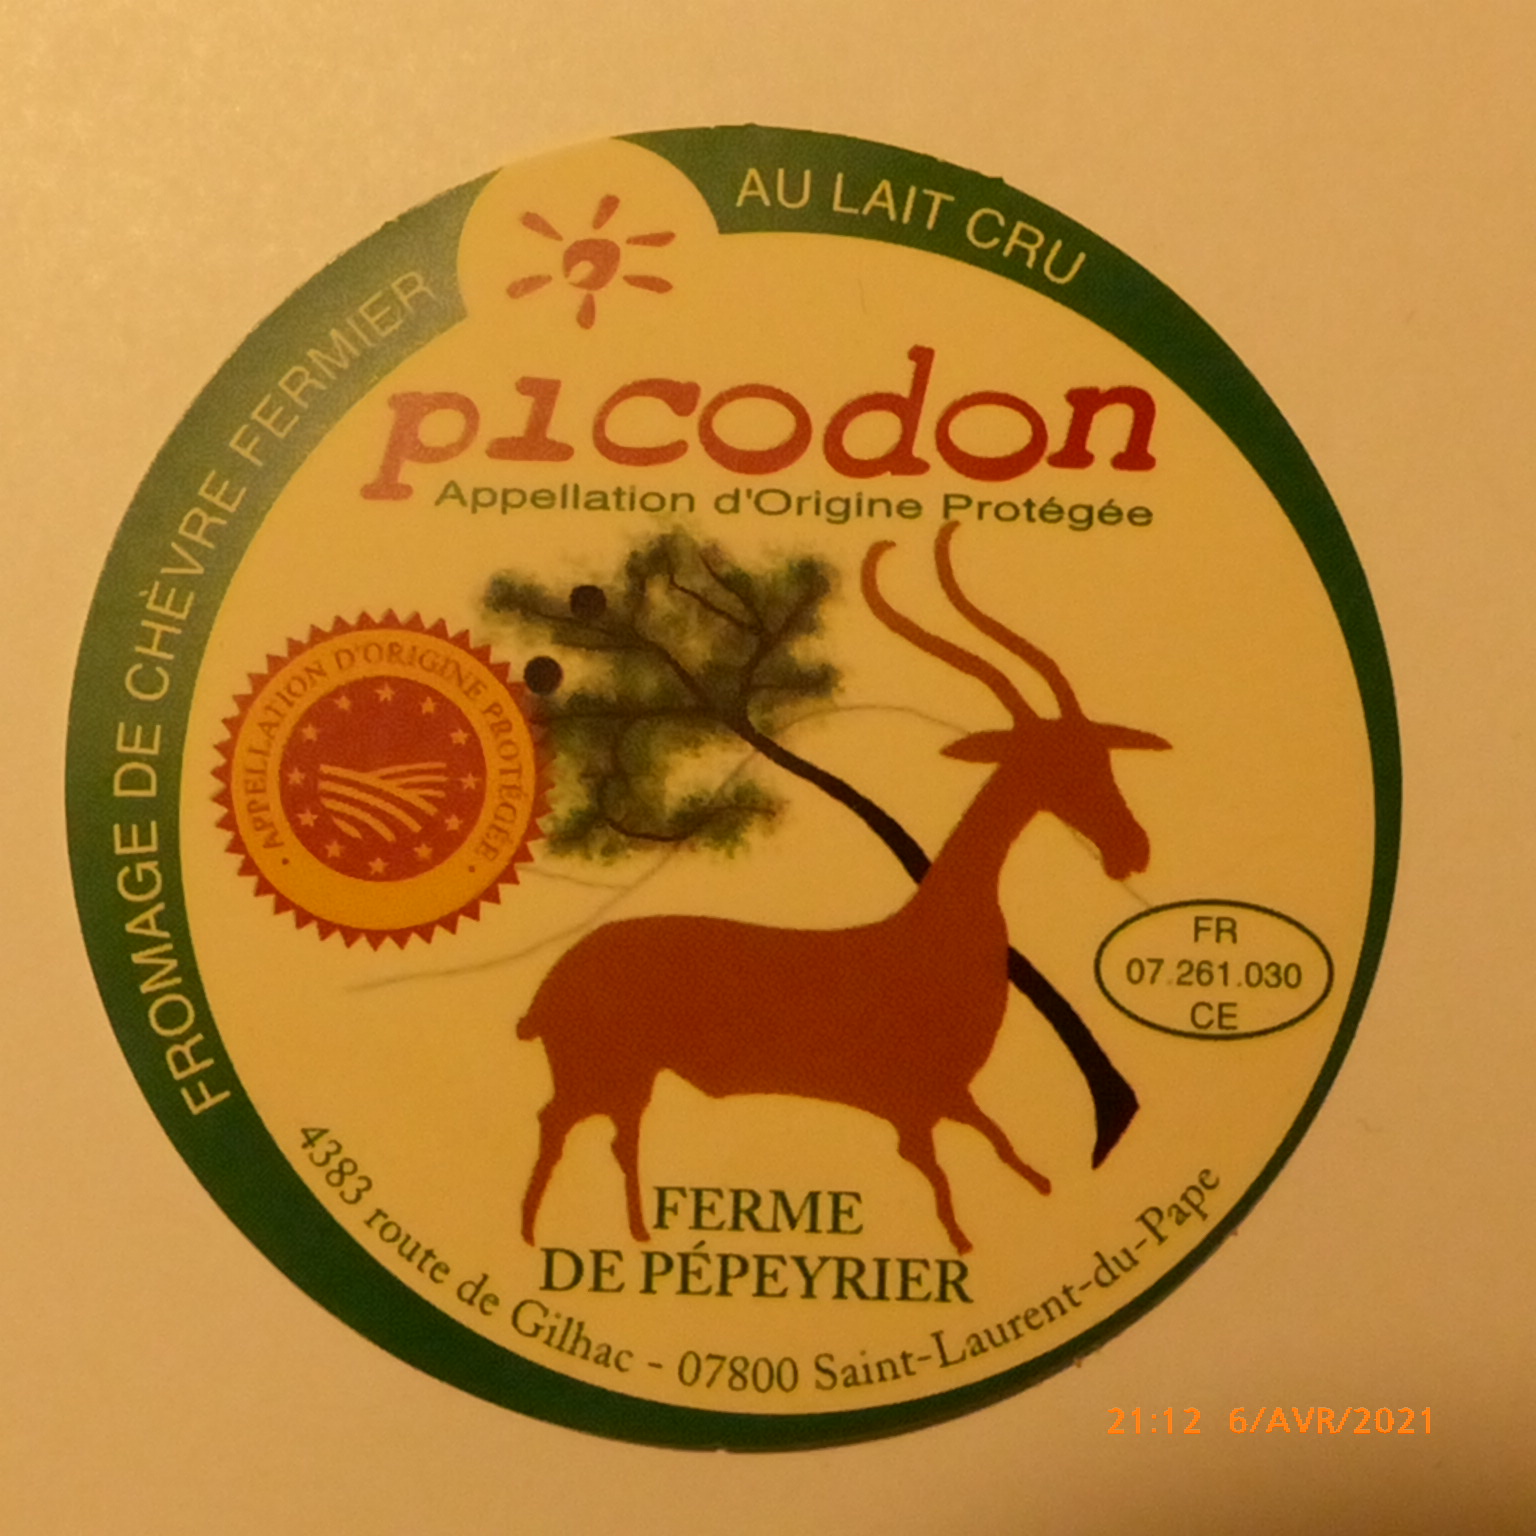 FROMAGE DE CHÈVRE FERMIER
AU LAIT CRU
picodon
Appellation d'Origine Protégée
APPELLATION D'ORIGINE PROTÉGÉE
FR
07.261.030
CE
FERME
DE PÉPEYRIER
4383 route de Gilhac - 07800 Saint-Laurent-du-Pape
21:12 6/AVR/2021